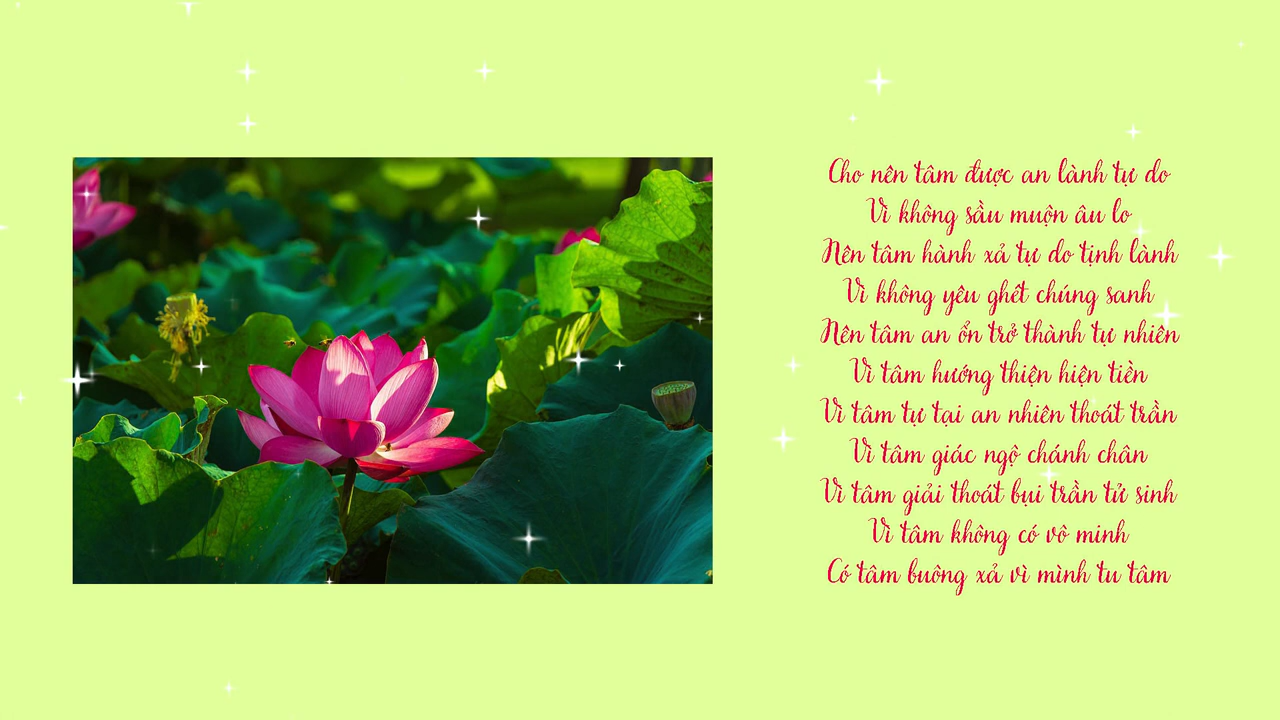 Cho nên tâm được an lành tự do
Vì không sầu muộn âu lo
Nên tâm hành xả tự do tịnh lành
Vì không yêu ghét chúng sanh
Nên tâm an ổn trở thành tự nhiên
Vì tâm hướng thiện hiện tiền
Vì tâm tự tại an nhiên thoát trần
Vì tâm giác ngộ chánh chân
Vì tâm giải thoát bụi trần tử sinh
Vì tâm không có vô minh
Có tâm buông xả vì mình tu tâm